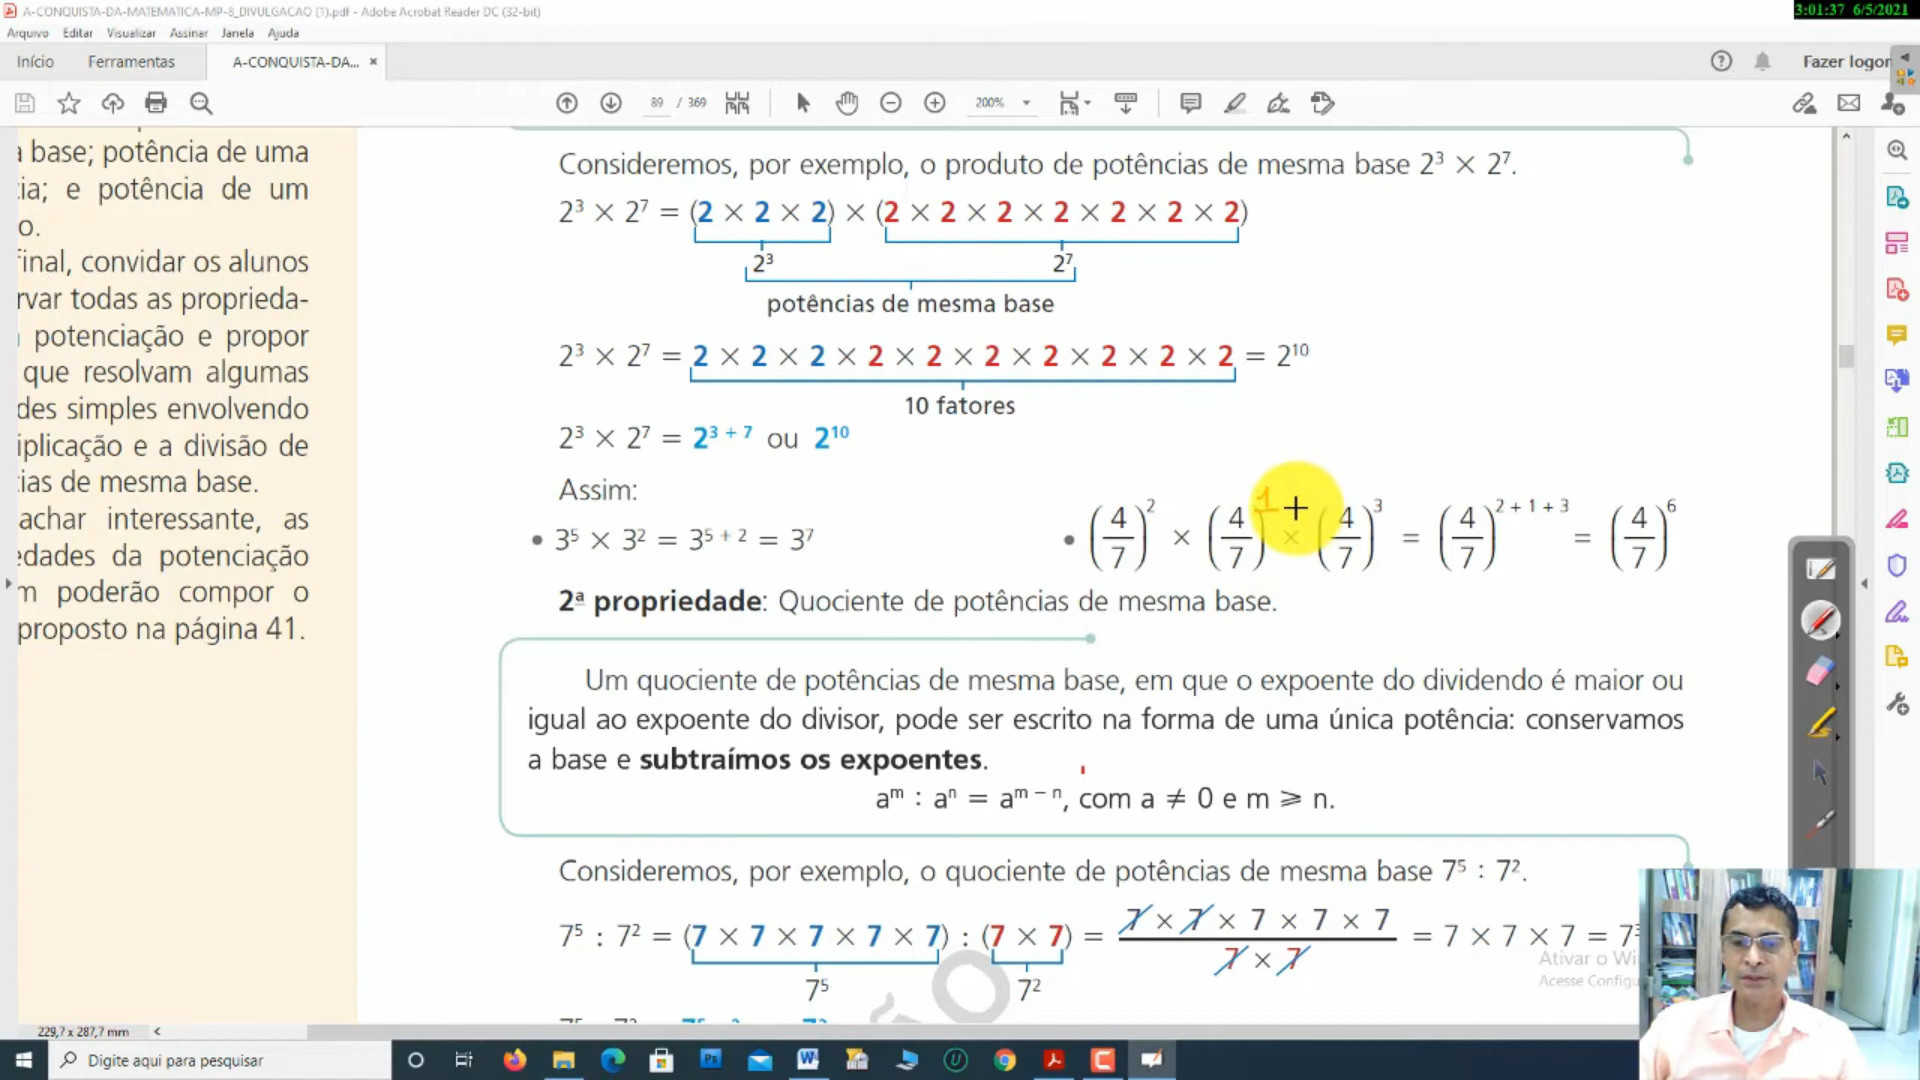 A-CONQUISTA-DA-MATEMATICA-MP-8_DIVULGACAO (1).pdf - Adobe Acrobat Reader DC (32-bit)
3:01:37 6/5/2021
Arquivo Editar Visualizar Assinar Janela Ajuda
Início Ferramentas A-CONQUISTA-DA... × Fazer logon
89 / 369 200%
a base; potência de uma
cia; e potência de um
o.
final, convidar os alunos
rvar todas as proprieda-
potenciação e propor
que resolvam algumas
des simples envolvendo
iplicação e a divisão de
ias de mesma base.
achar interessante, as
edades da potenciação
m poderão compor o
proposto na página 41.
Consideremos, por exemplo, o produto de potências de mesma base 2³ × 2⁷.
2³ × 2⁷ = (2 × 2 × 2) × (2 × 2 × 2 × 2 × 2 × 2 × 2)
2³ 2⁷
potências de mesma base
2³ × 2⁷ = 2 × 2 × 2 × 2 × 2 × 2 × 2 × 2 × 2 × 2 = 2¹⁰
10 fatores
2³ × 2⁷ = 2³ ⁺ ⁷ ou 2¹⁰
Assim:
• 3⁵ × 3² = 3⁵ ⁺ ² = 3⁷ • (4/7)² × (4/7)¹ × (4/7)³ = (4/7)² ⁺ ¹ ⁺ ³ = (4/7)⁶
2ª propriedade: Quociente de potências de mesma base.
Um quociente de potências de mesma base, em que o expoente do dividendo é maior ou
igual ao expoente do divisor, pode ser escrito na forma de uma única potência: conservamos
a base e subtraímos os expoentes.
aᵐ : aⁿ = aᵐ ⁻ ⁿ, com a ≠ 0 e m ⩾ n.
Consideremos, por exemplo, o quociente de potências de mesma base 7⁵ : 7².
7⁵ : 7² = (7 × 7 × 7 × 7 × 7) : (7 × 7) = 7 × 7 × 7 × 7 × 7 / 7 × 7 = 7 × 7 × 7 = 7³
7⁵ 7²
Ativar o Wi
Acesse Configu
229,7 x 287,7 mm
Digite aqui para pesquisar